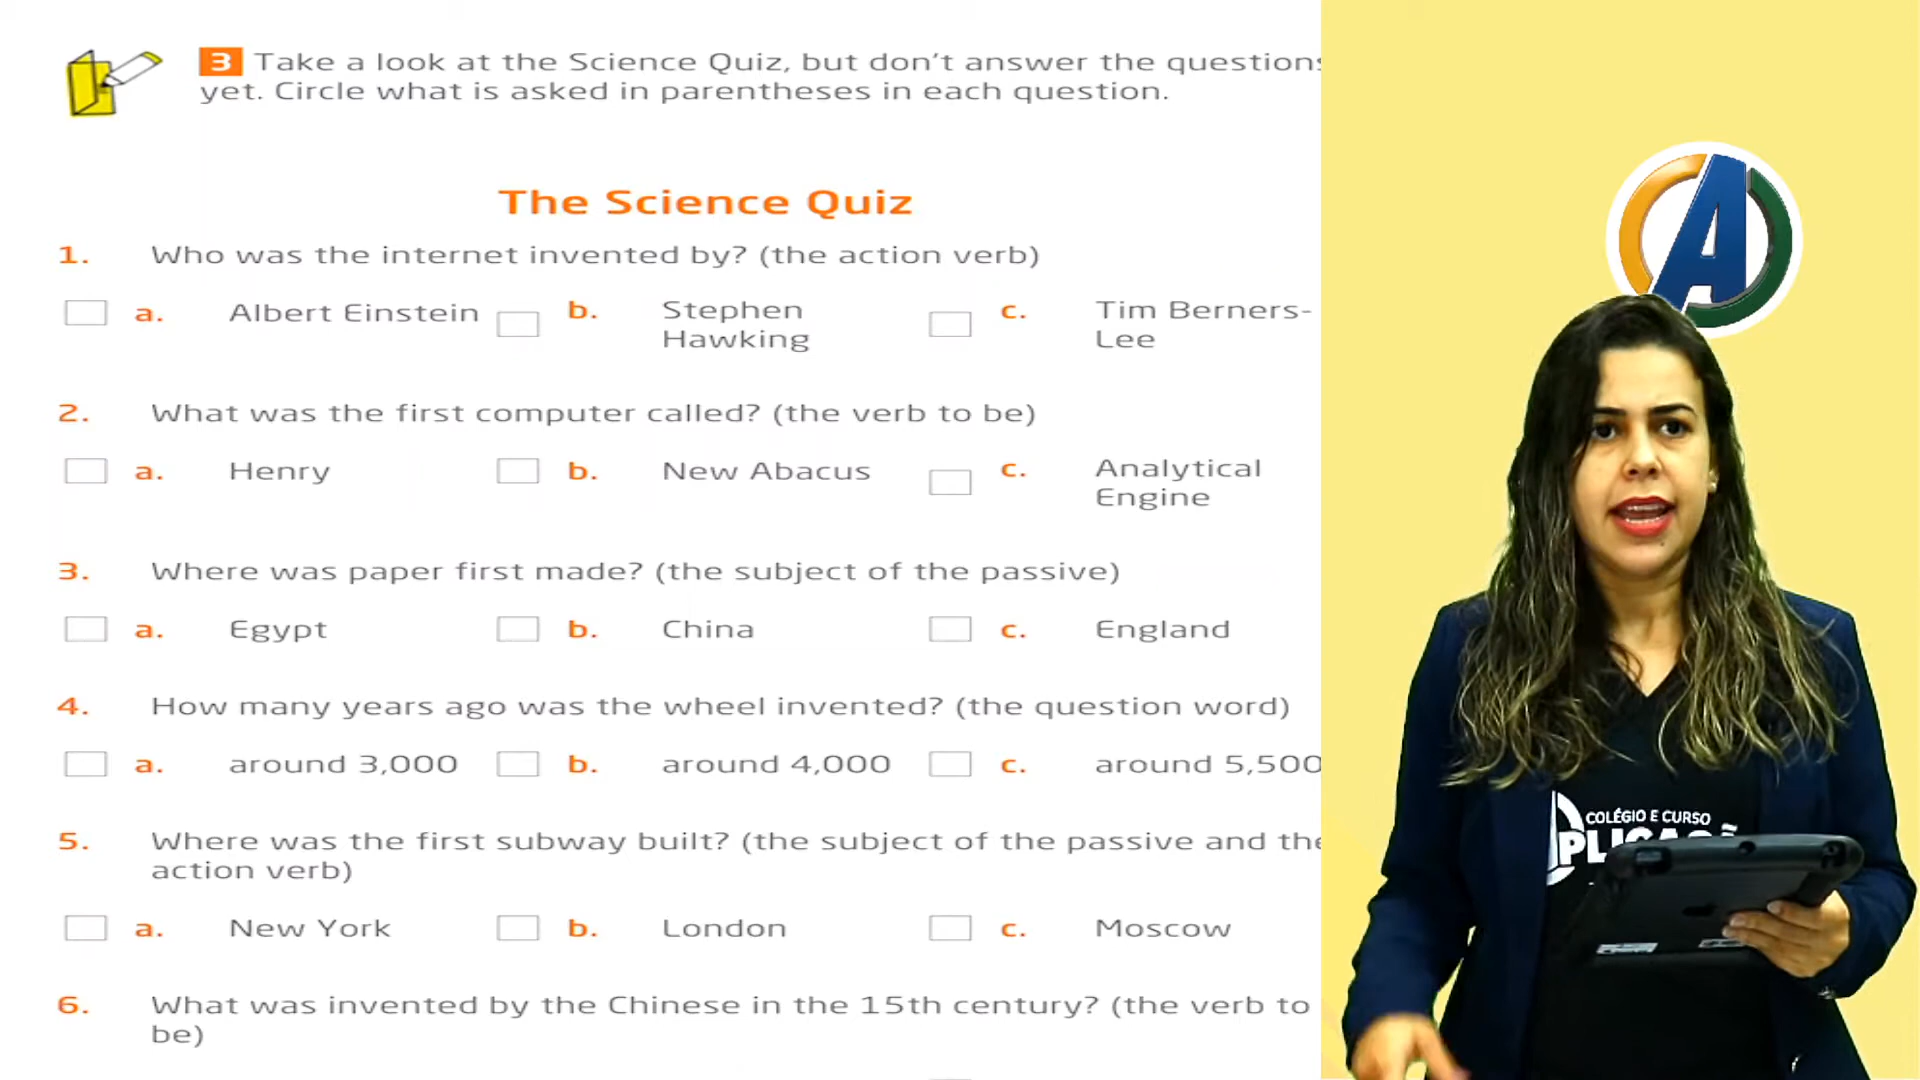 3 Take a look at the Science Quiz, but don't answer the questions
yet. Circle what is asked in parentheses in each question.
The Science Quiz
1. Who was the internet invented by? (the action verb)
a. Albert Einstein b. Stephen Hawking c. Tim Berners-Lee
2. What was the first computer called? (the verb to be)
a. Henry b. New Abacus c. Analytical Engine
3. Where was paper first made? (the subject of the passive)
a. Egypt b. China c. England
4. How many years ago was the wheel invented? (the question word)
a. around 3,000 b. around 4,000 c. around 5,500
5. Where was the first subway built? (the subject of the passive and the
action verb)
a. New York b. London c. Moscow
6. What was invented by the Chinese in the 15th century? (the verb to
be)
A
COLÉGIO E CURSO